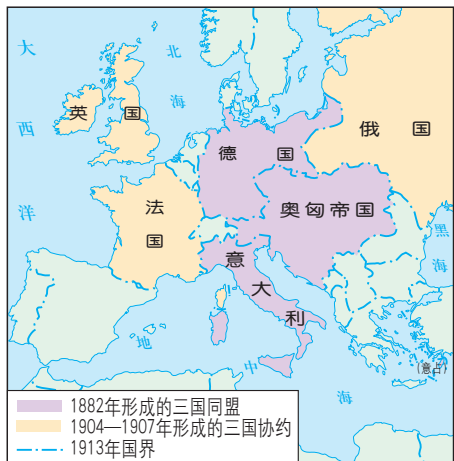 大西洋
北海
英国
俄国
德国
法国
奥匈帝国
黑海
意大利
地中海
(意占)
1882年形成的三国同盟
1904—1907年形成的三国协约
1913年国界